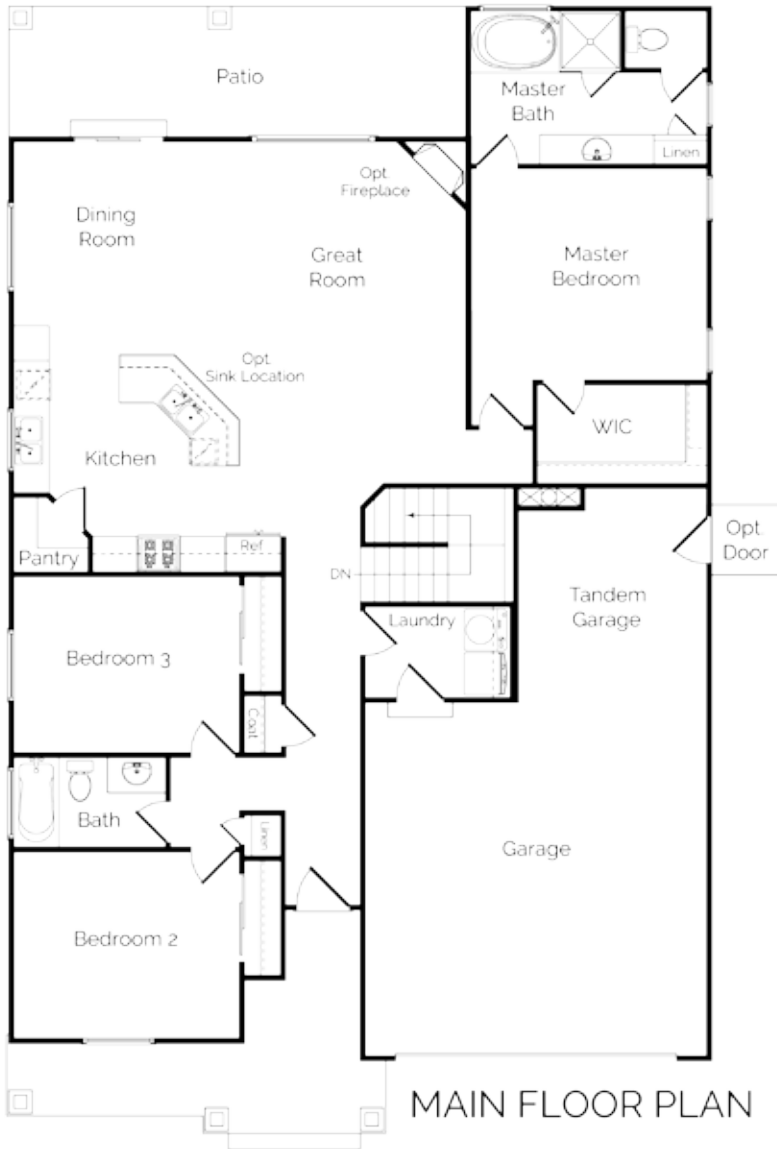 Patio
Master
Bath
Linen
Opt.
Fireplace
Dining
Room
Great
Room
Master
Bedroom
Opt.
Sink Location
WIC
Kitchen
Pantry
Ref.
DN
Opt
Door
Tandem
Garage
Laundry
Bedroom 3
Coat
Bath
Linen
Garage
Bedroom 2
MAIN FLOOR PLAN